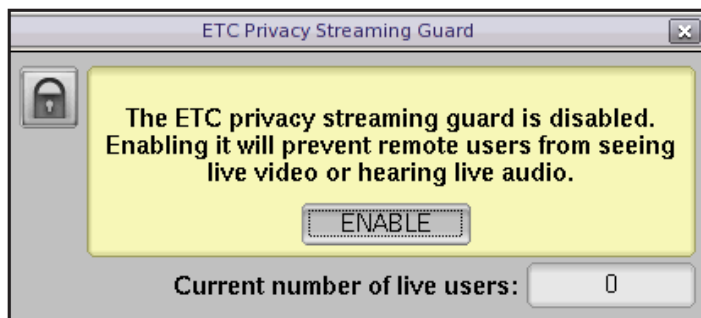 ETC Privacy Streaming Guard
The ETC privacy streaming guard is disabled.
Enabling it will prevent remote users from seeing
live video or hearing live audio.
ENABLE
Current number of live users: 0